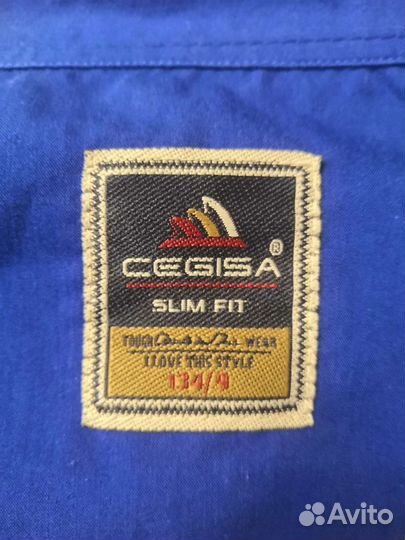 CEGISA®
SLIM FIT
TOUGH WEAR
I LOVE THIS STYLE
134/9
Avito